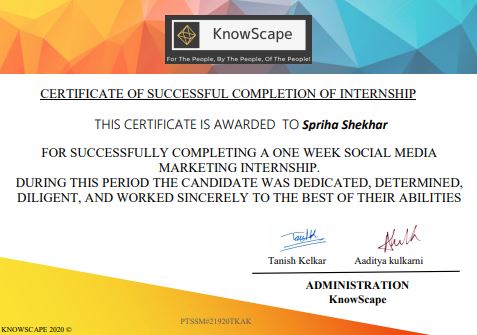 KnowScape
For The People, By The People, Of The People!
CERTIFICATE OF SUCCESSFUL COMPLETION OF INTERNSHIP
THIS CERTIFICATE IS AWARDED TO Spriha Shekhar
FOR SUCCESSFULLY COMPLETING A ONE WEEK SOCIAL MEDIA
MARKETING INTERNSHIP.
DURING THIS PERIOD THE CANDIDATE WAS DEDICATED, DETERMINED,
DILIGENT, AND WORKED SINCERELY TO THE BEST OF THEIR ABILITIES
Tanish Kelkar Aaditya kulkarni
ADMINISTRATION
KnowScape
PTSSM#21920TKAK
KNOWSCAPE 2020 ©